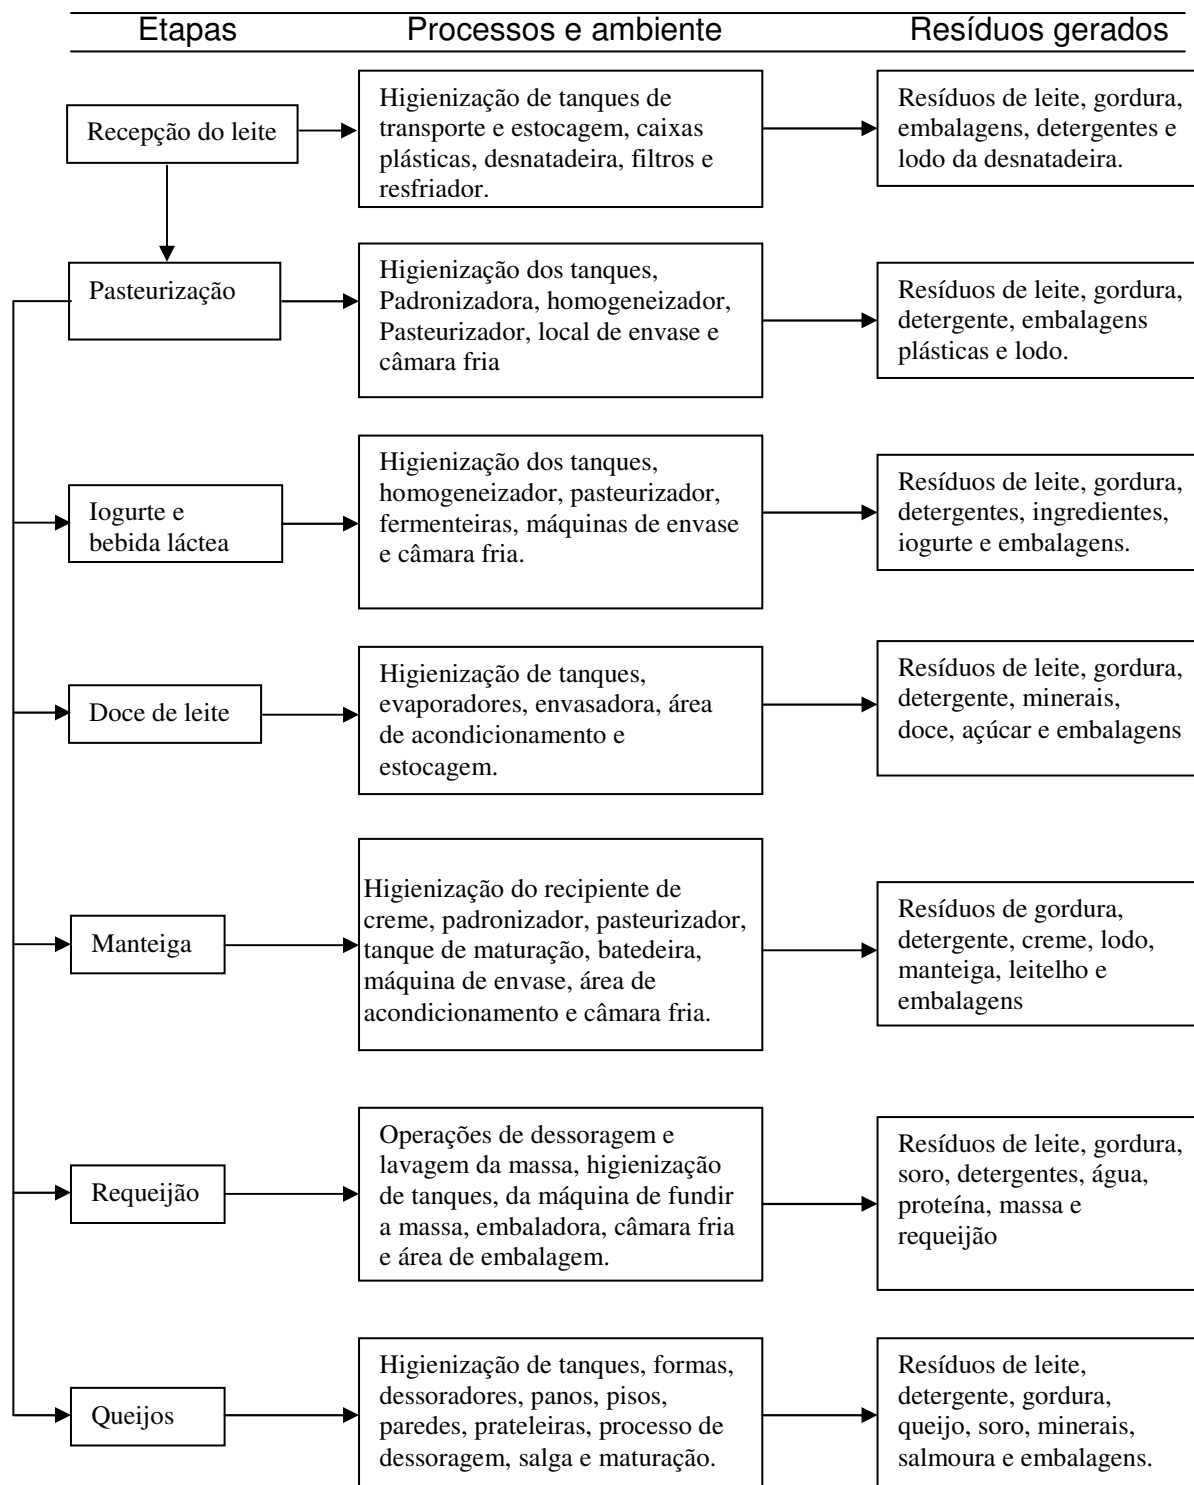 Etapas Processos e ambiente Resíduos gerados
Recepção do leite
Higienização de tanques de
transporte e estocagem, caixas
plásticas, desnatadeira, filtros e
resfriador.
Resíduos de leite, gordura,
embalagens, detergentes e
lodo da desnatadeira.
Pasteurização
Higienização dos tanques,
Padronizadora, homogeneizador,
Pasteurizador, local de envase e
câmara fria
Resíduos de leite, gordura,
detergente, embalagens
plásticas e lodo.
Iogurte e
bebida láctea
Higienização dos tanques,
homogeneizador, pasteurizador,
fermenteiras, máquinas de envase
e câmara fria.
Resíduos de leite, gordura,
detergentes, ingredientes,
iogurte e embalagens.
Doce de leite
Higienização de tanques,
evaporadores, envasadora, área
de acondicionamento e
estocagem.
Resíduos de leite, gordura,
detergente, minerais,
doce, açúcar e embalagens
Manteiga
Higienização do recipiente de
creme, padronizador, pasteurizador,
tanque de maturação, batedeira,
máquina de envase, área de
acondicionamento e câmara fria.
Resíduos de gordura,
detergente, creme, lodo,
manteiga, leitelho e
embalagens
Requeijão
Operações de dessoragem e
lavagem da massa, higienização
de tanques, da máquina de fundir
a massa, embaladora, câmara fria
e área de embalagem.
Resíduos de leite, gordura,
soro, detergentes, água,
proteína, massa e
requeijão
Queijos
Higienização de tanques, formas,
dessoradores, panos, pisos,
paredes, prateleiras, processo de
dessoragem, salga e maturação.
Resíduos de leite,
detergente, gordura,
queijo, soro, minerais,
salmoura e embalagens.